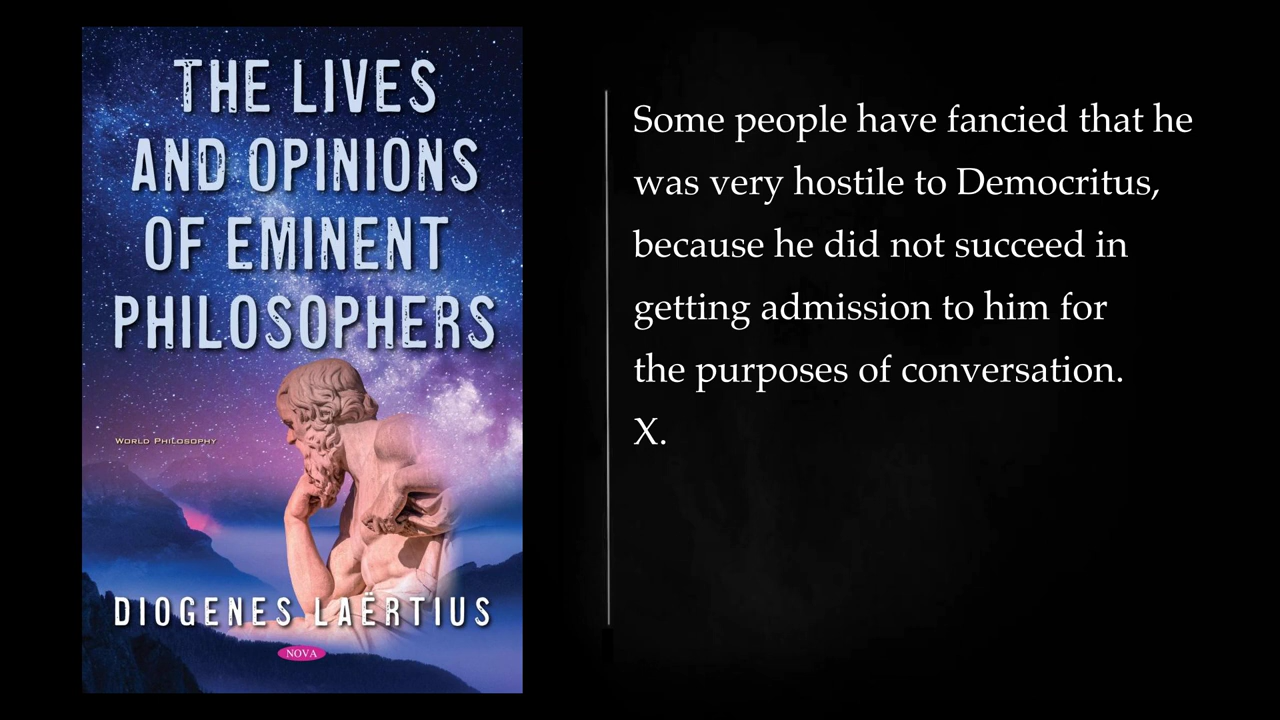 THE LIVES
AND OPINIONS
OF EMINENT
PHILOSOPHERS
WORLD PHILOSOPHY
DIOGENES LAËRTIUS
NOVA
Some people have fancied that he
was very hostile to Democritus,
because he did not succeed in
getting admission to him for
the purposes of conversation.
X.